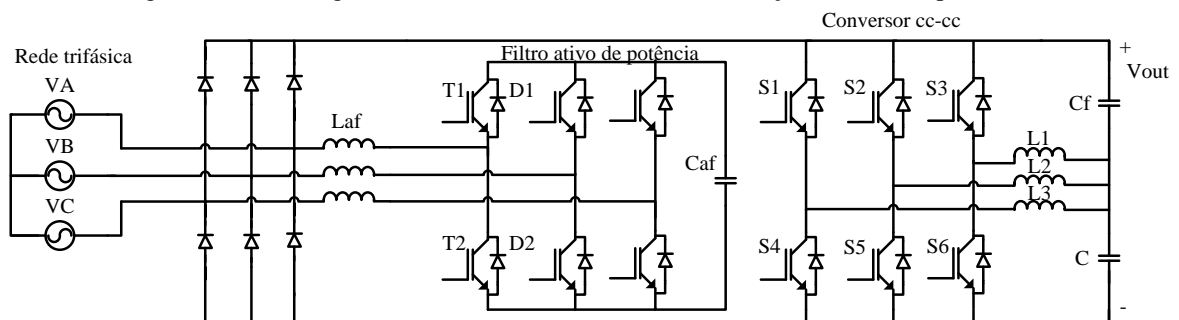 Conversor cc-cc
Rede trifásica
Filtro ativo de potência
+
Vout
VA
T1
D1
S1
S2
S3
Cf
Laf
VB
L1
Caf
L2
VC
L3
T2
D2
S4
S5
S6
C
-